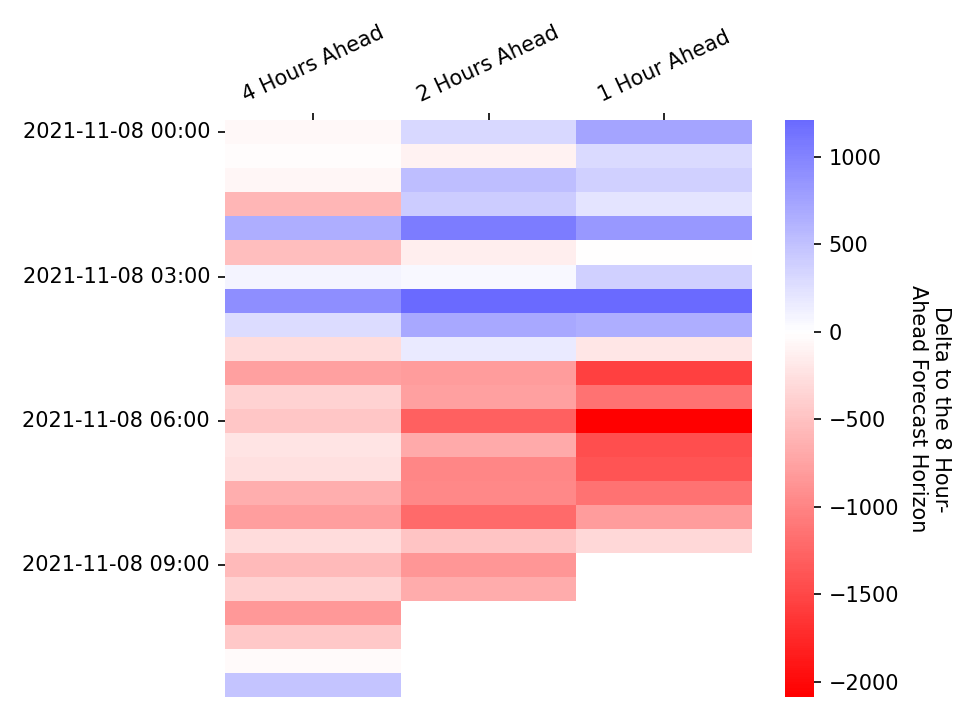 4 Hours Ahead
2 Hours Ahead
1 Hour Ahead
2021-11-08 00:00
2021-11-08 03:00
2021-11-08 06:00
2021-11-08 09:00
1000
500
0
−500
−1000
−1500
−2000
Delta to the 8 Hour-
Ahead Forecast Horizon